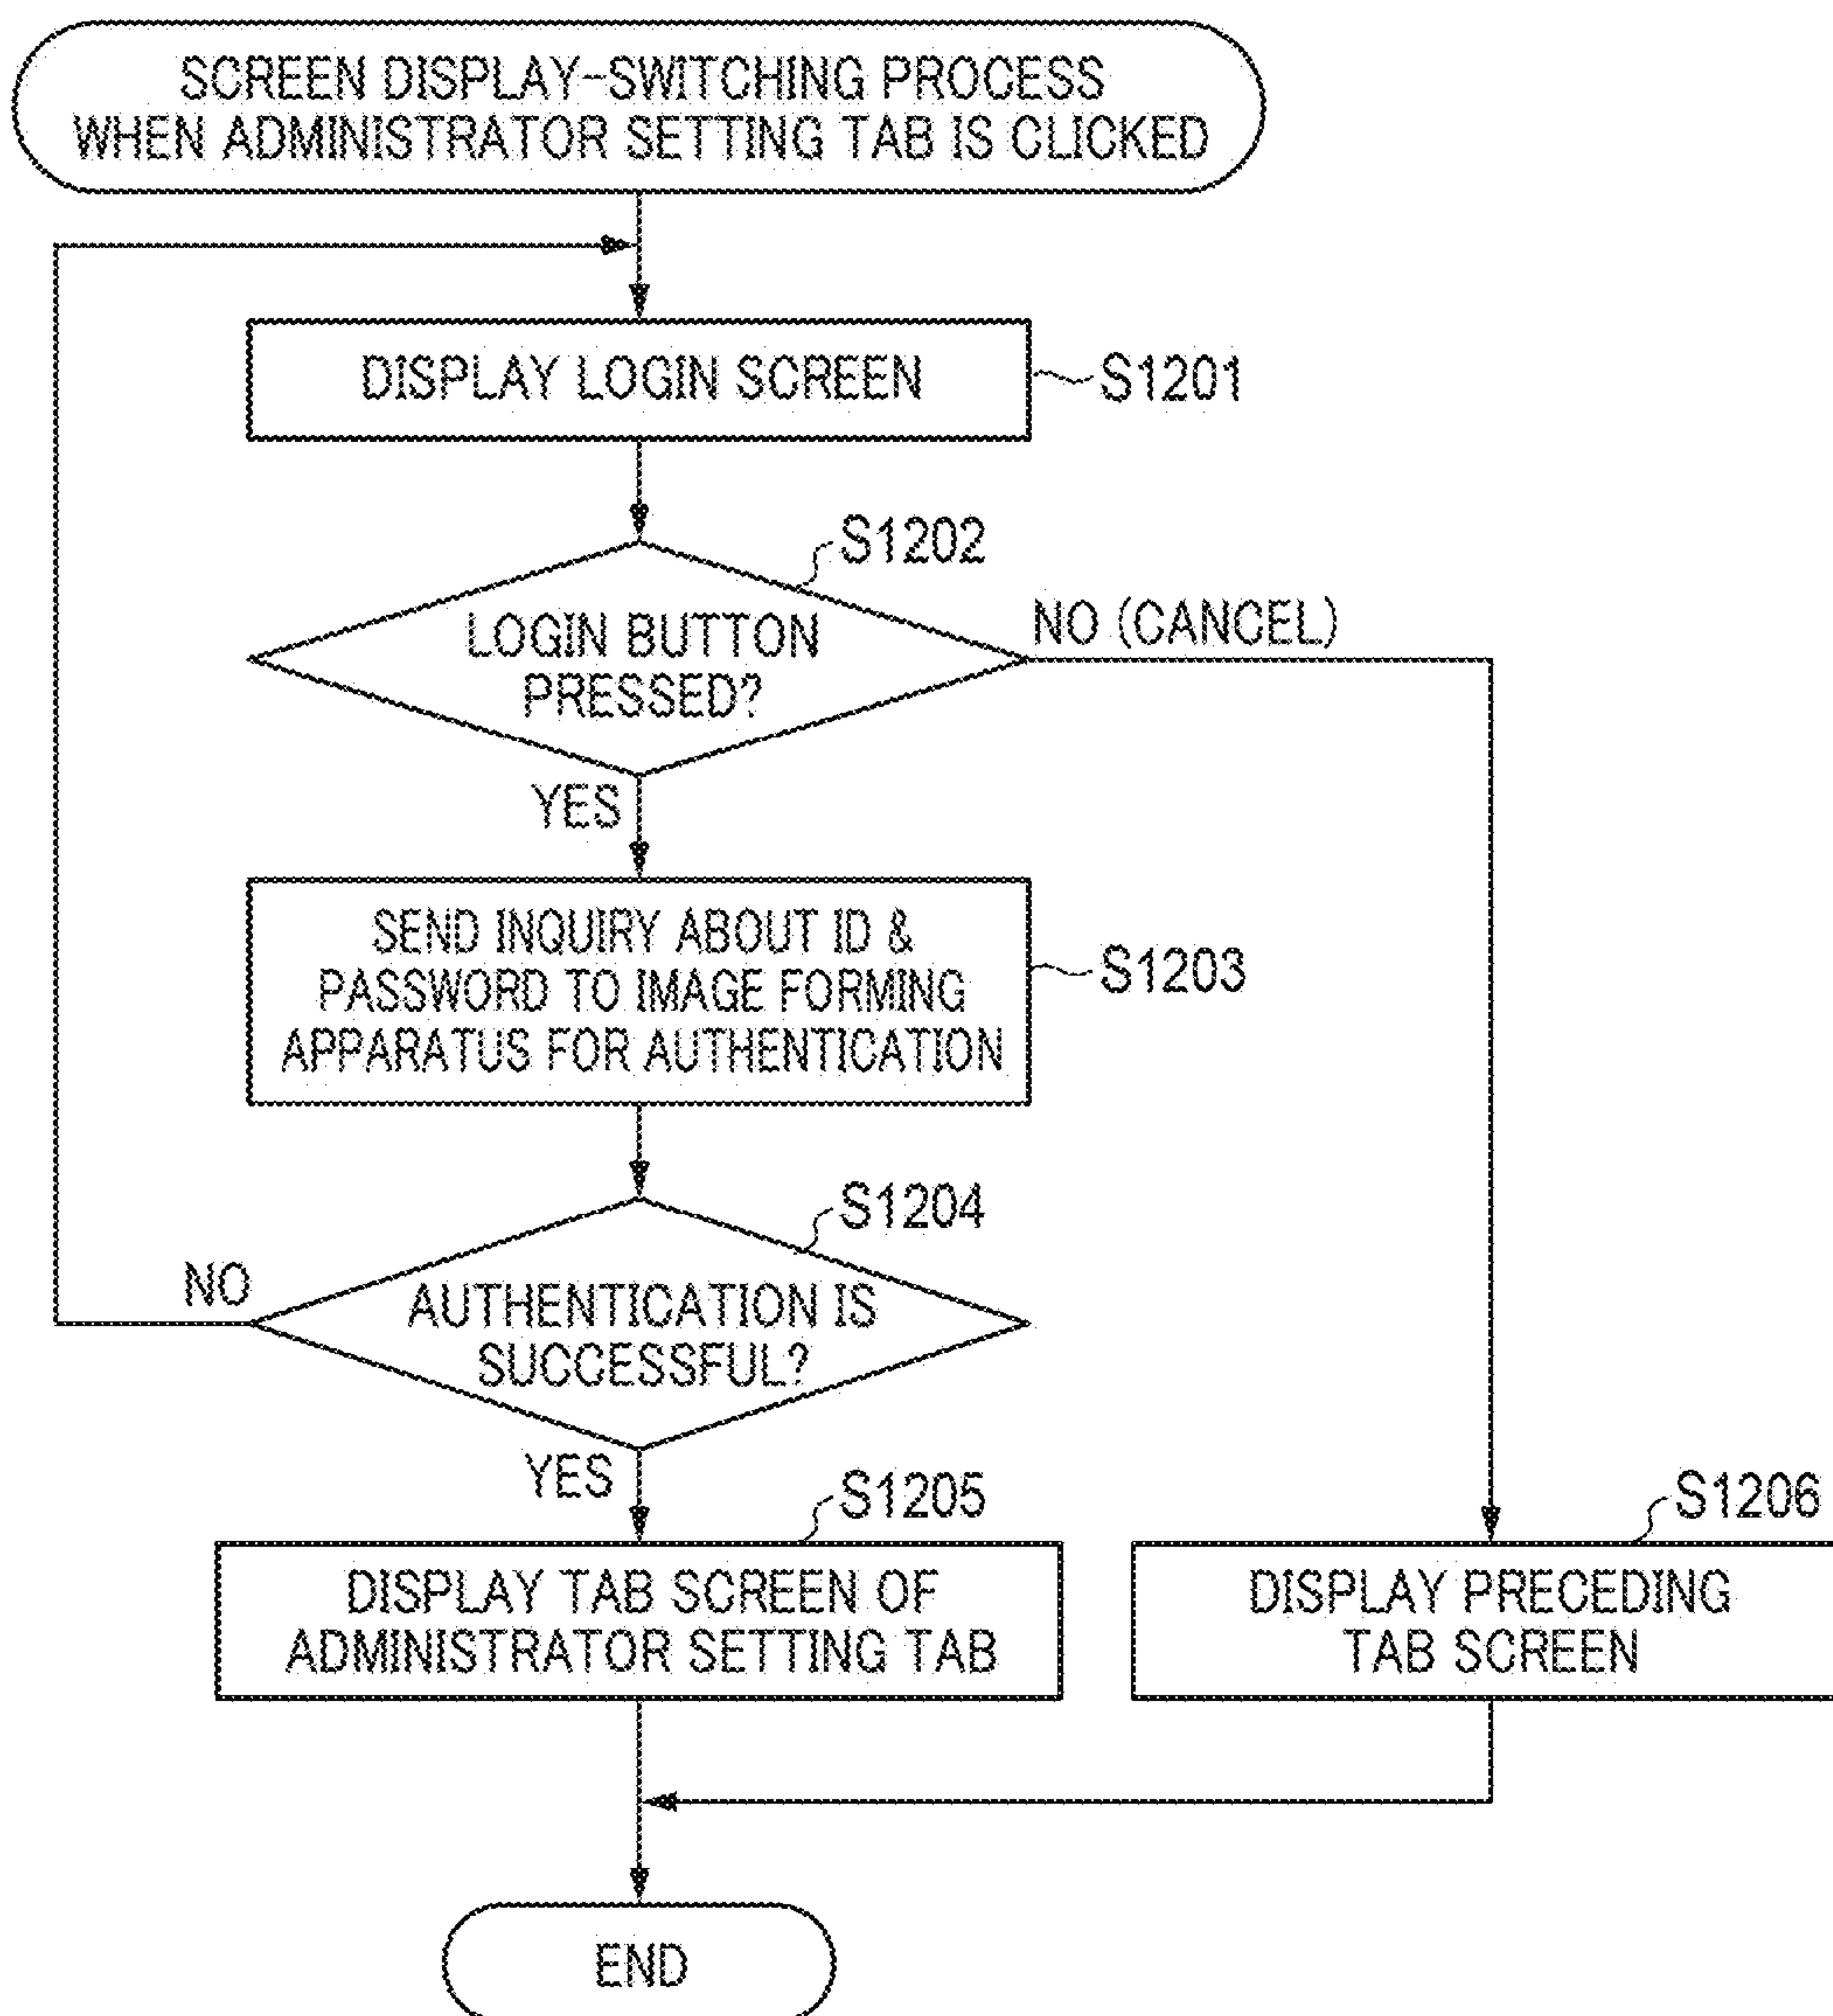 SCREEN DISPLAY-SWITCHING PROCESS
WHEN ADMINISTRATOR SETTING TAB IS CLICKED
DISPLAY LOGIN SCREEN
S1201
S1202
LOGIN BUTTON
PRESSED?
NO (CANCEL)
YES
SEND INQUIRY ABOUT ID &
PASSWORD TO IMAGE FORMING
APPARATUS FOR AUTHENTICATION
S1203
S1204
NO
AUTHENTICATION IS
SUCCESSFUL?
YES
S1205
DISPLAY TAB SCREEN OF
ADMINISTRATOR SETTING TAB
S1206
DISPLAY PRECEDING
TAB SCREEN
END